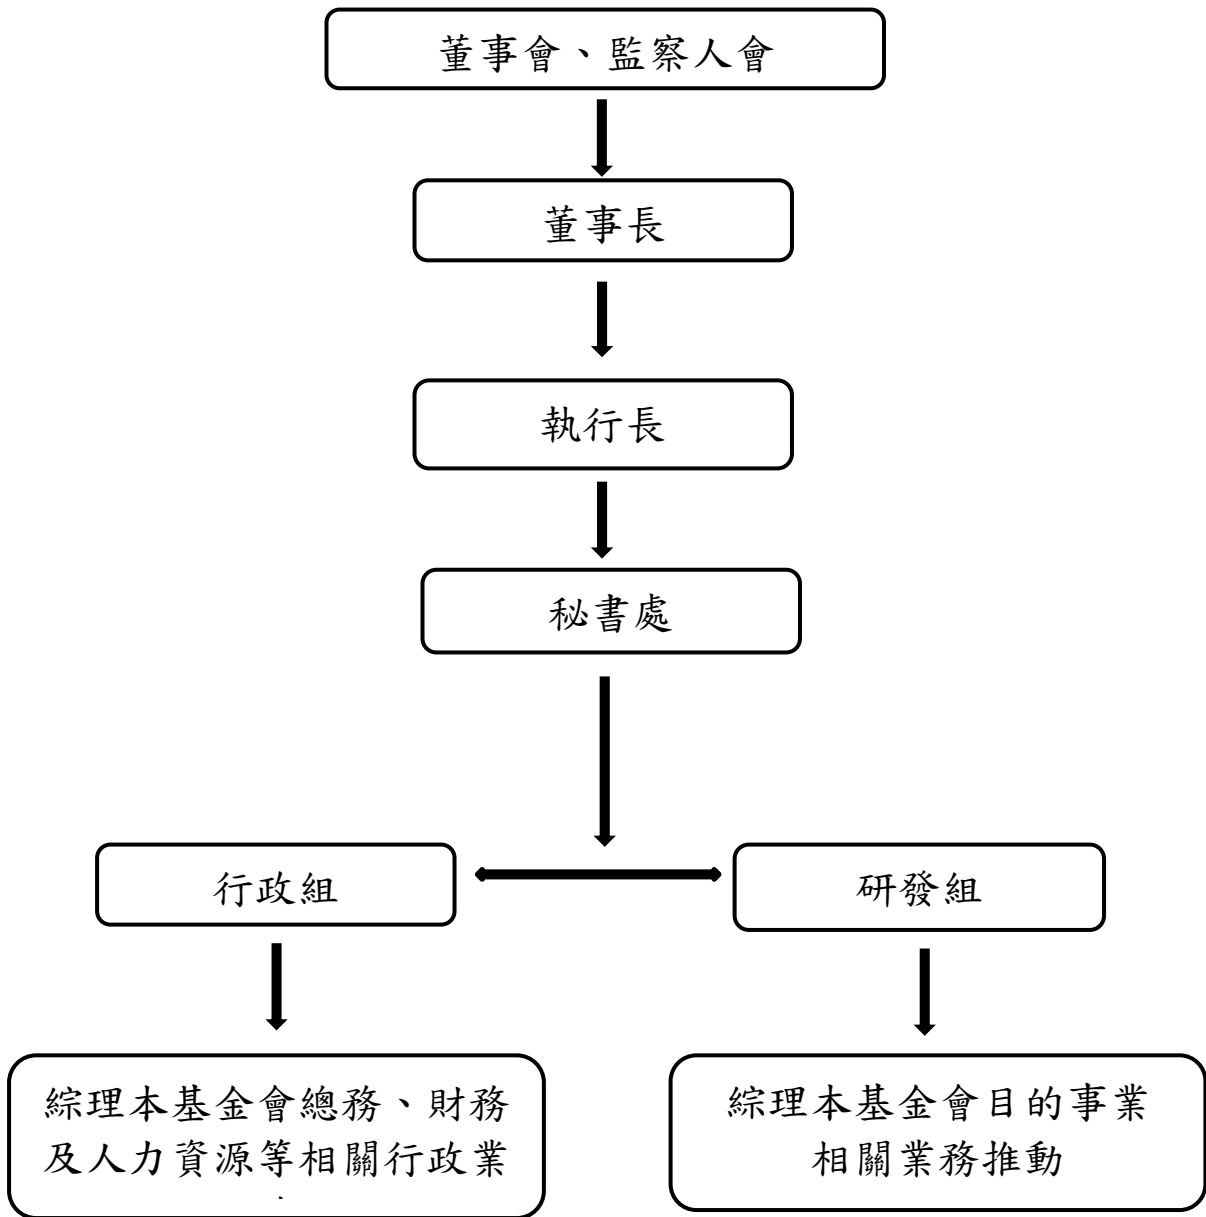 董事會、監察人會
董事長
執行長
秘書處
行政組
研發組
綜理本基金會總務、財務
及人力資源等相關行政業
綜理本基金會目的事業
相關業務推動